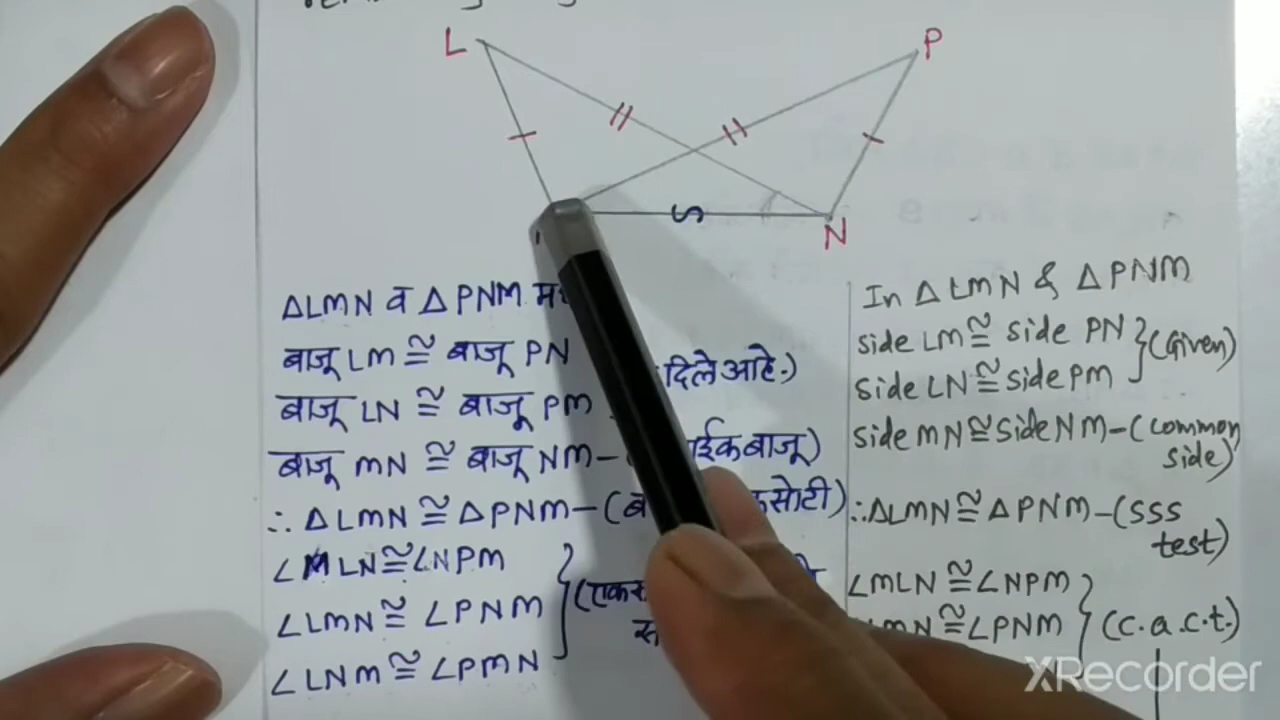 L
P
S
N
ΔLMN व ΔPNM
बाजू LM ≅ बाजू PN
दिले आहे.)
बाजू LN ≅ बाजू PM
बाजू MN ≅ बाजू NM - बाजू)
∴ ΔLMN ≅ ΔPNM - (
∠MLN ≅ ∠NPM
∠LMN ≅ ∠PNM
∠LNM ≅ ∠PMN
In ΔLMN & ΔPNM
side LM ≅ side PN } (Given)
side LN ≅ side PM
side MN ≅ side NM - (common
side)
∴ ΔLMN ≅ ΔPNM - (SSS
test)
∠MLN ≅ ∠NPM
MN ≅ ∠PNM } (c.a.c.t.)
XRecorder